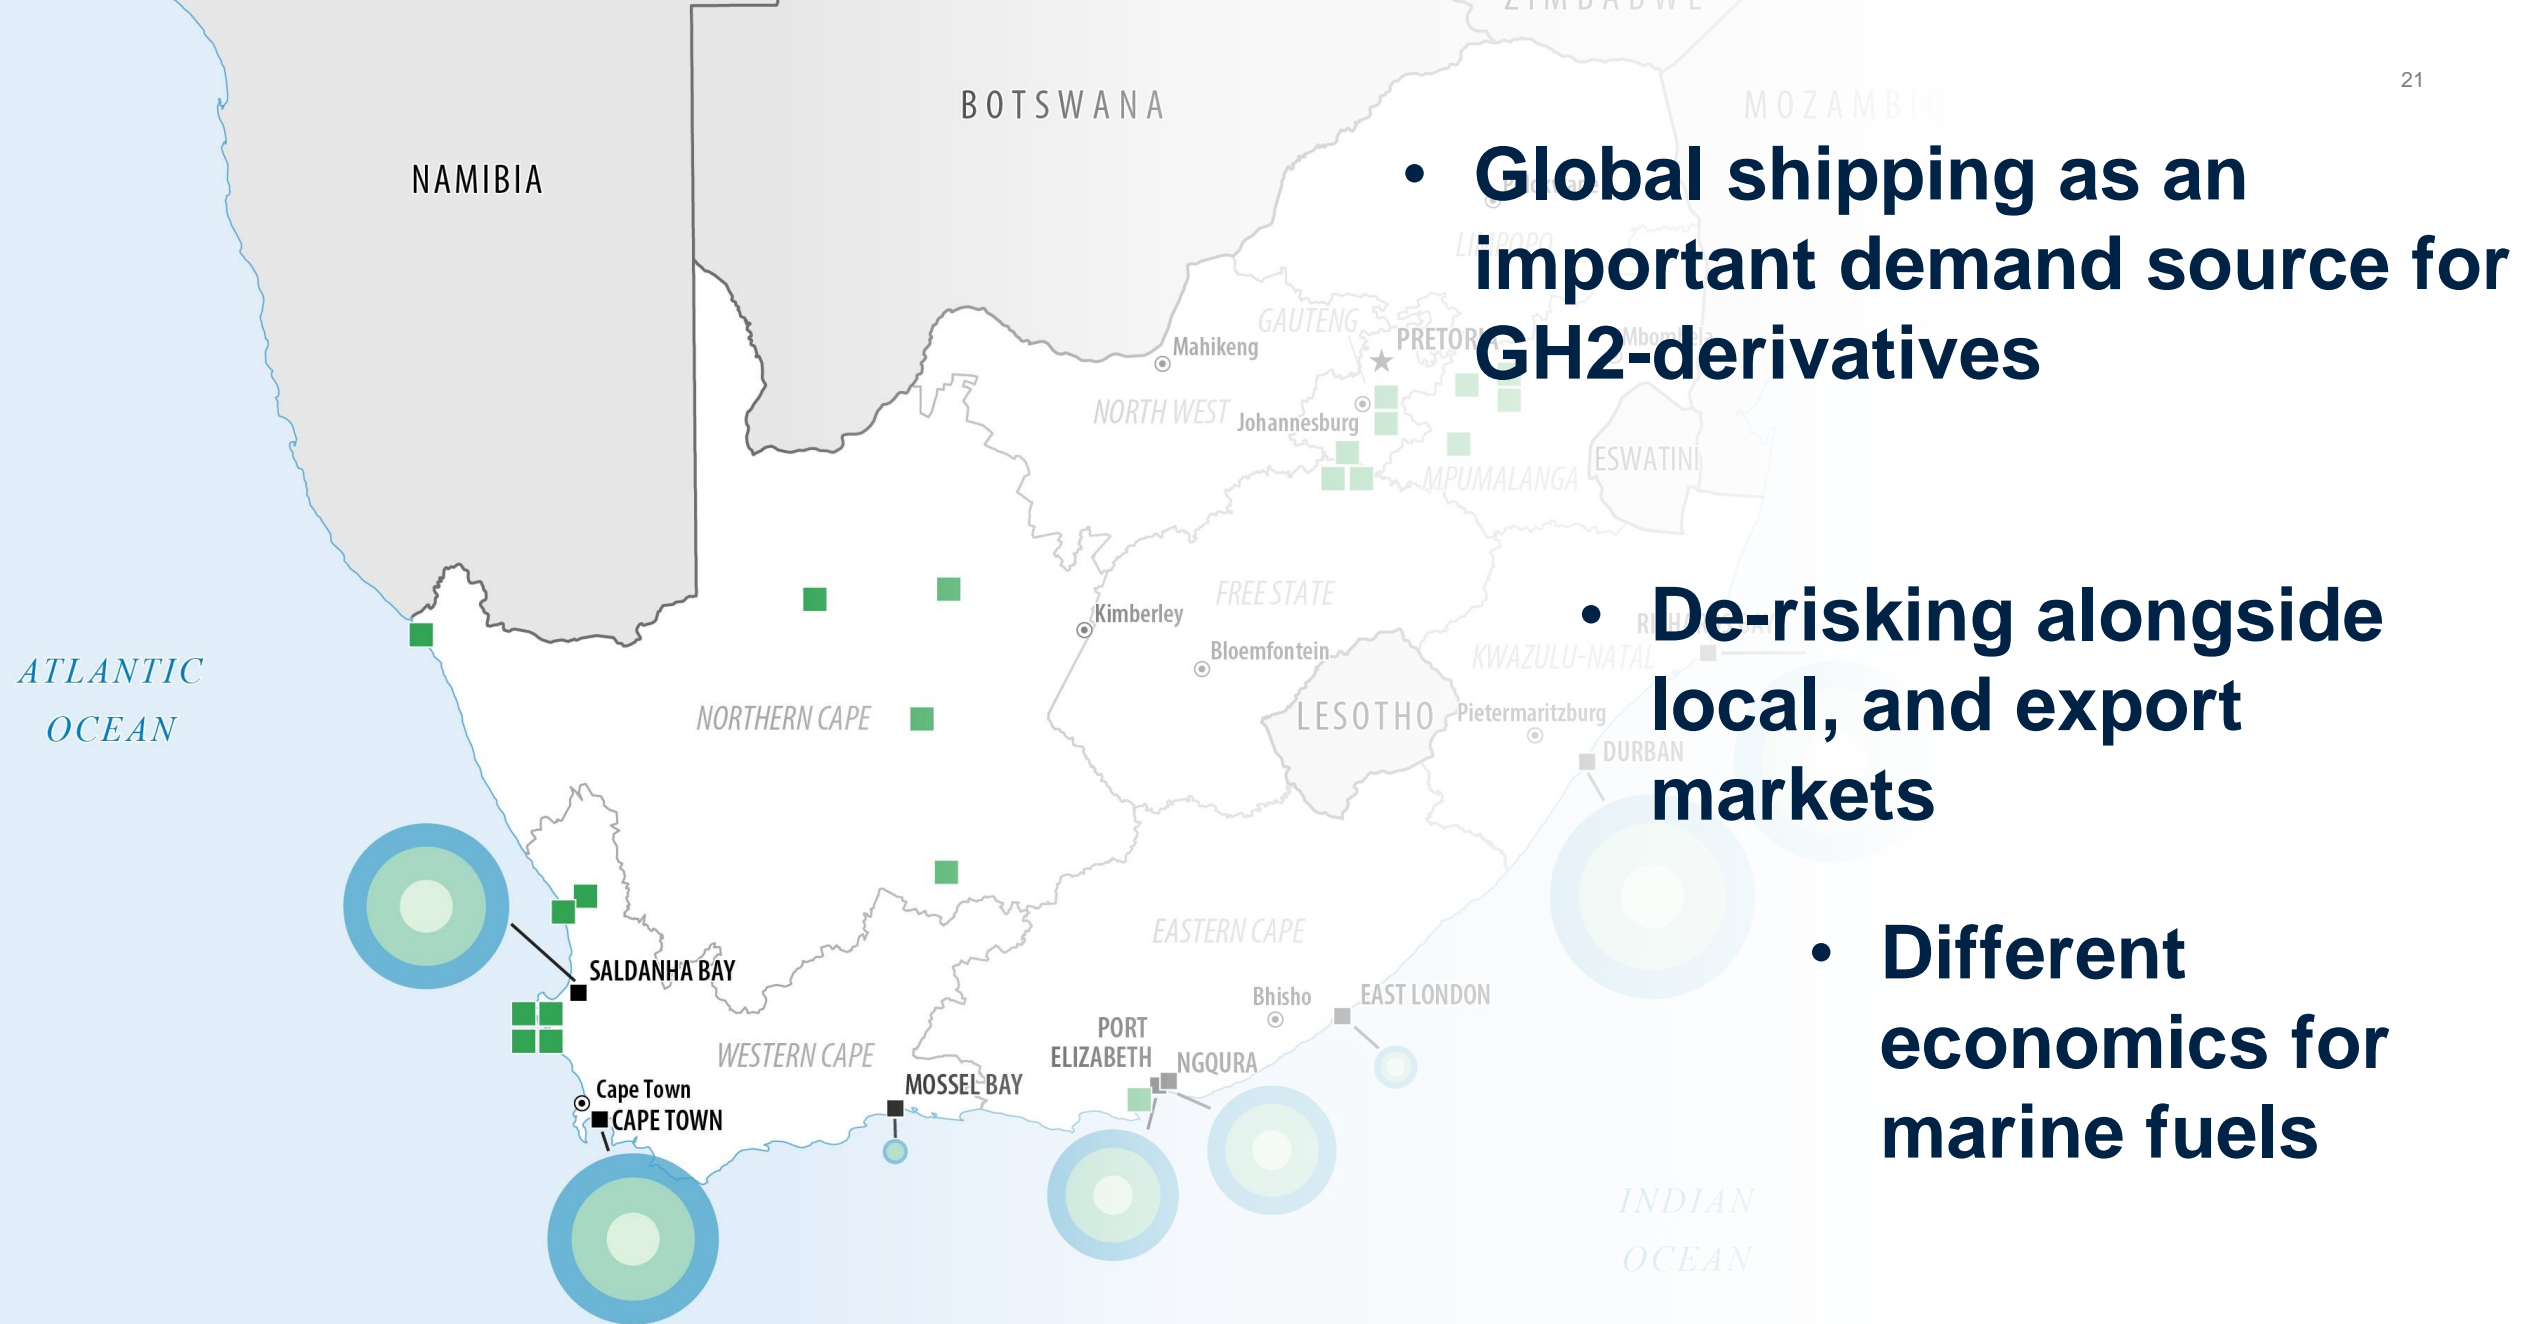 ZIMBABWE
21
BOTSWANA
NAMIBIA
• Global shipping as an
important demand source for
GH2-derivatives
GAUTENG
Mahikeng
NORTH WEST
Johannesburg
ESWATINI
MPUMALANGA
FREE STATE
Kimberley
Bloemfontein
KWAZULU-NATAL
• De-risking alongside
local, and export
markets
ATLANTIC
OCEAN
NORTHERN CAPE
LESOTHO
Pietermaritzburg
DURBAN
EASTERN CAPE
• Different
economics for
marine fuels
SALDANHA BAY
Bhisho
EAST LONDON
PORT
ELIZABETH
NGQURA
WESTERN CAPE
MOSSEL BAY
Cape Town
CAPE TOWN
INDIAN
OCEAN